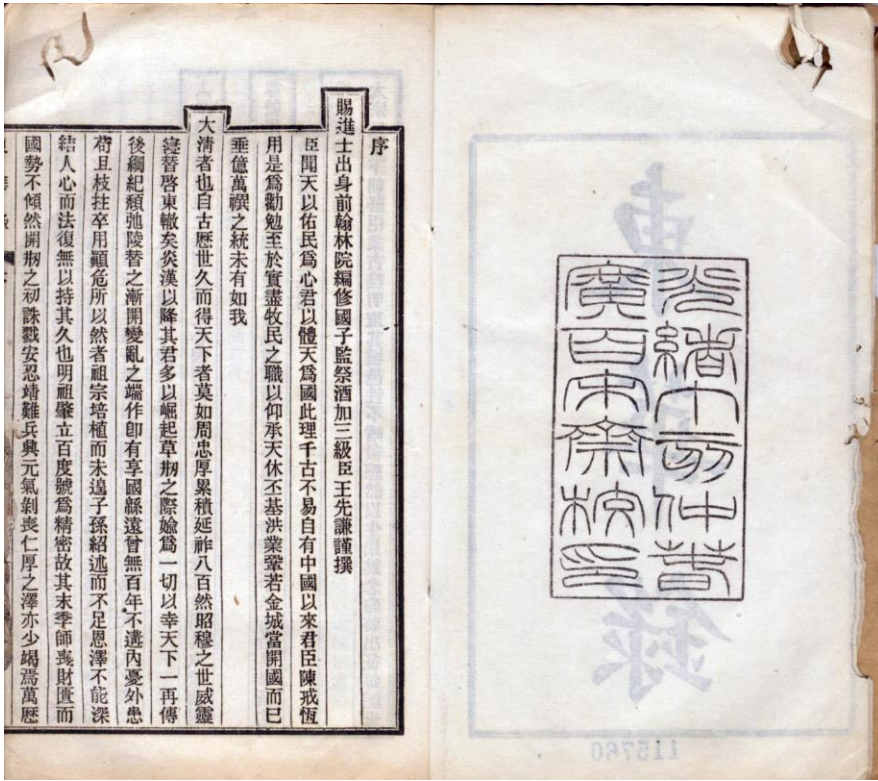 光緒丁亥仲春
廣百宋齋校印
115760
序
賜進士出身前翰林院編修國子監祭酒加三級臣王先謙謹撰
臣聞天以佑民爲心君以體天爲國此理千古不易自有中國以來君臣陳戒恆
用是爲勸勉至於實盡牧民之職以仰承天休丕基洪業鞏若金城當開國而已
垂億萬禩之統未有如我
大清者也自古歷世久而得天下者莫如周忠厚累積延祚八百然昭穆之世威靈
寖替啓東轍矣炎漢以降其君多以崛起草剏之際媮爲一切以幸天下一再傳
後綱紀頹弛陵替之漸開變亂之端作卽有享國緜遠曾無百年不遘內憂外患
苟且枝拄卒用顚危所以然者祖宗培植而未遑子孫紹述而不足恩澤不能深
結人心而法復無以持其久也明祖肇立百度號爲精密故其末季師喪財匱而
國勢不傾然開剏之初誅戮安忍靖難兵興元氣剝喪仁厚之澤亦少竭焉萬歷